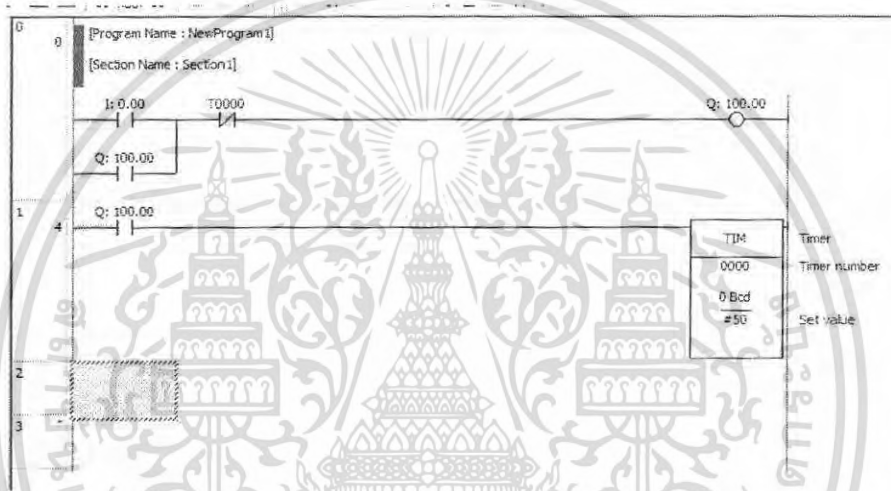 0
0 [Program Name : NewProgram1]
[Section Name : Section1]
I: 0.00 T0000 Q: 100.00
Q: 100.00
1
4 Q: 100.00
TIM Timer
0000 Timer number
0 Bcd
#50 Set value
2
3